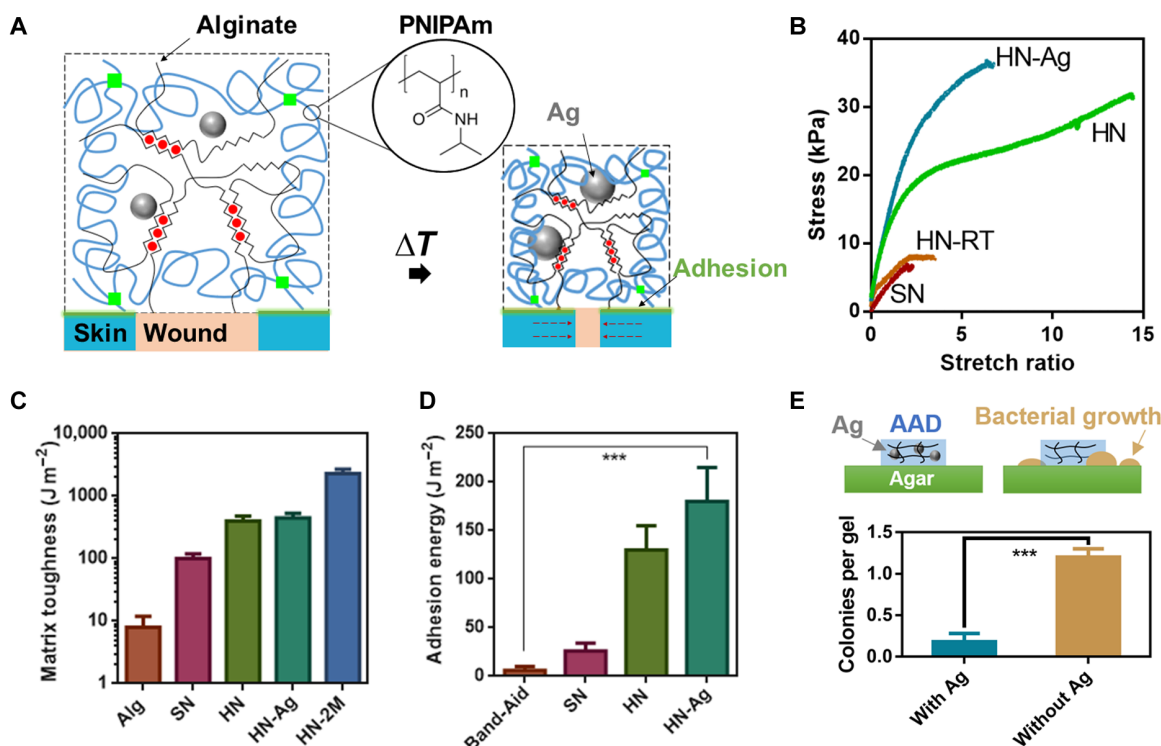 A
Alginate
PNIPAm
n
O
NH
Ag
ΔT
Adhesion
Skin
Wound
B
Stress (kPa)
40
30
20
10
0
HN-Ag
HN
HN-RT
SN
0
5
10
15
Stretch ratio
C
Matrix toughness (J m−2)
10,000
1000
100
10
1
Alg
SN
HN
HN-Ag
HN-2M
D
Adhesion energy (J m−2)
250
200
150
100
50
0
***
Band-Aid
SN
HN
HN-Ag
E
Ag
AAD
Bacterial growth
Agar
Colonies per gel
1.5
1.0
0.5
0.0
***
With Ag
Without Ag